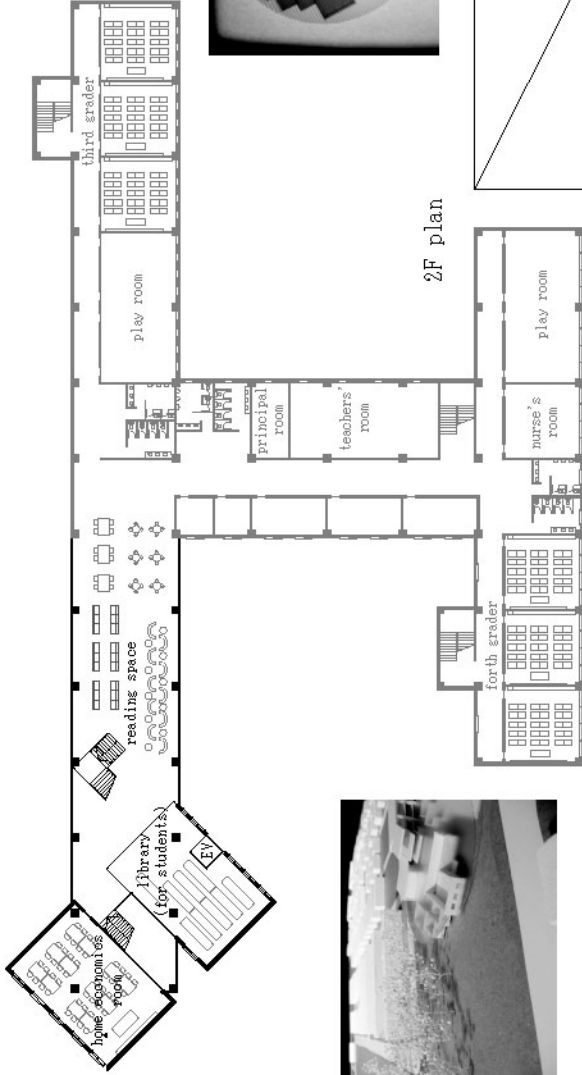 third grader
play room
principal
room
teachers'
room
2F plan
play room
nurse's
room
forth grader
reading space
library
(for students)
EV
home economies
room